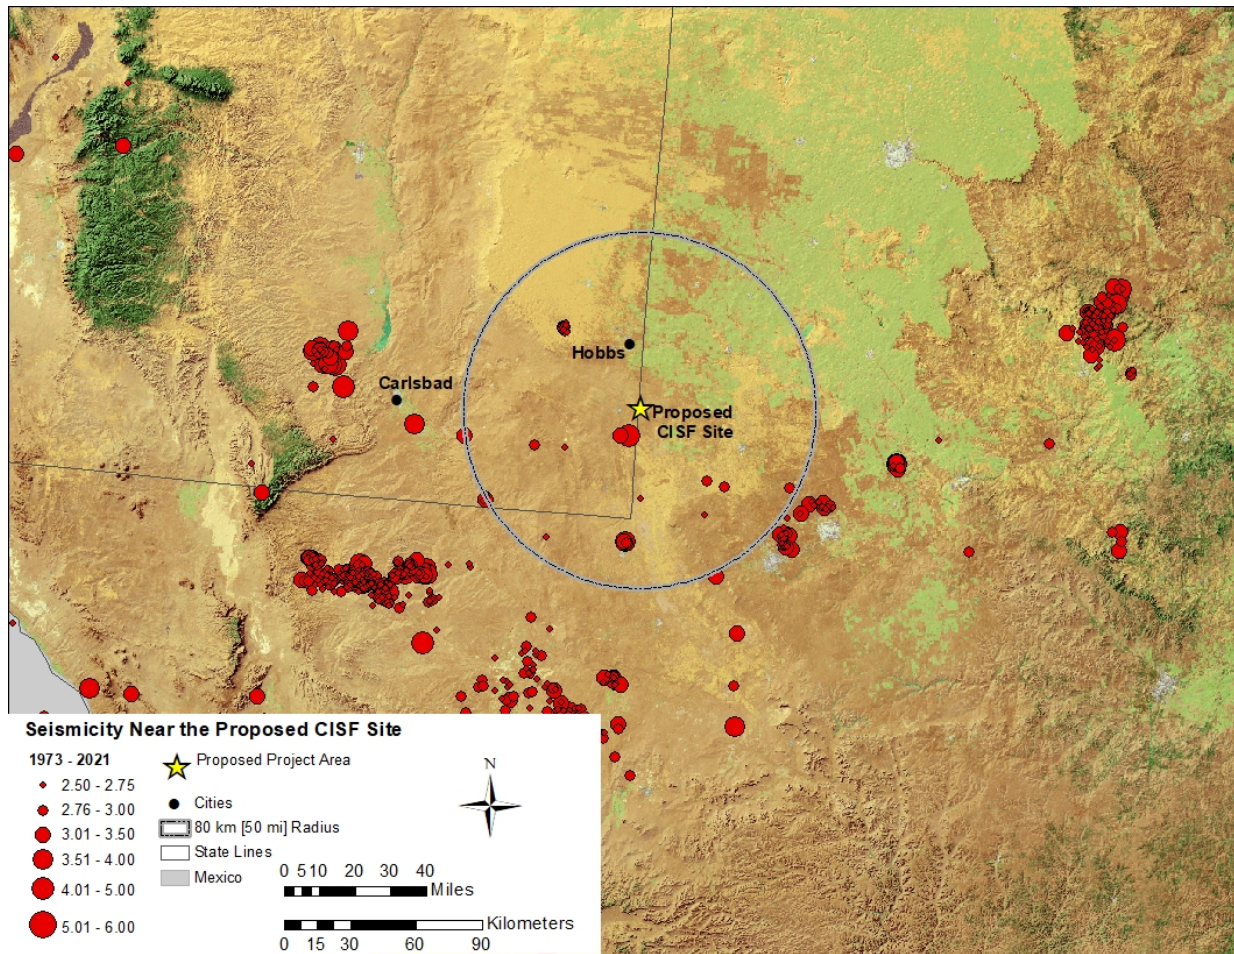 Hobbs
Carlsbad
Proposed
CISF Site
Seismicity Near the Proposed CISF Site
1973 - 2021
2.50 - 2.75
2.76 - 3.00
3.01 - 3.50
3.51 - 4.00
4.01 - 5.00
5.01 - 6.00
Proposed Project Area
Cities
80 km [50 mi] Radius
State Lines
Mexico
N
0 5 10 20 30 40 Miles
Kilometers
0 15 30 60 90